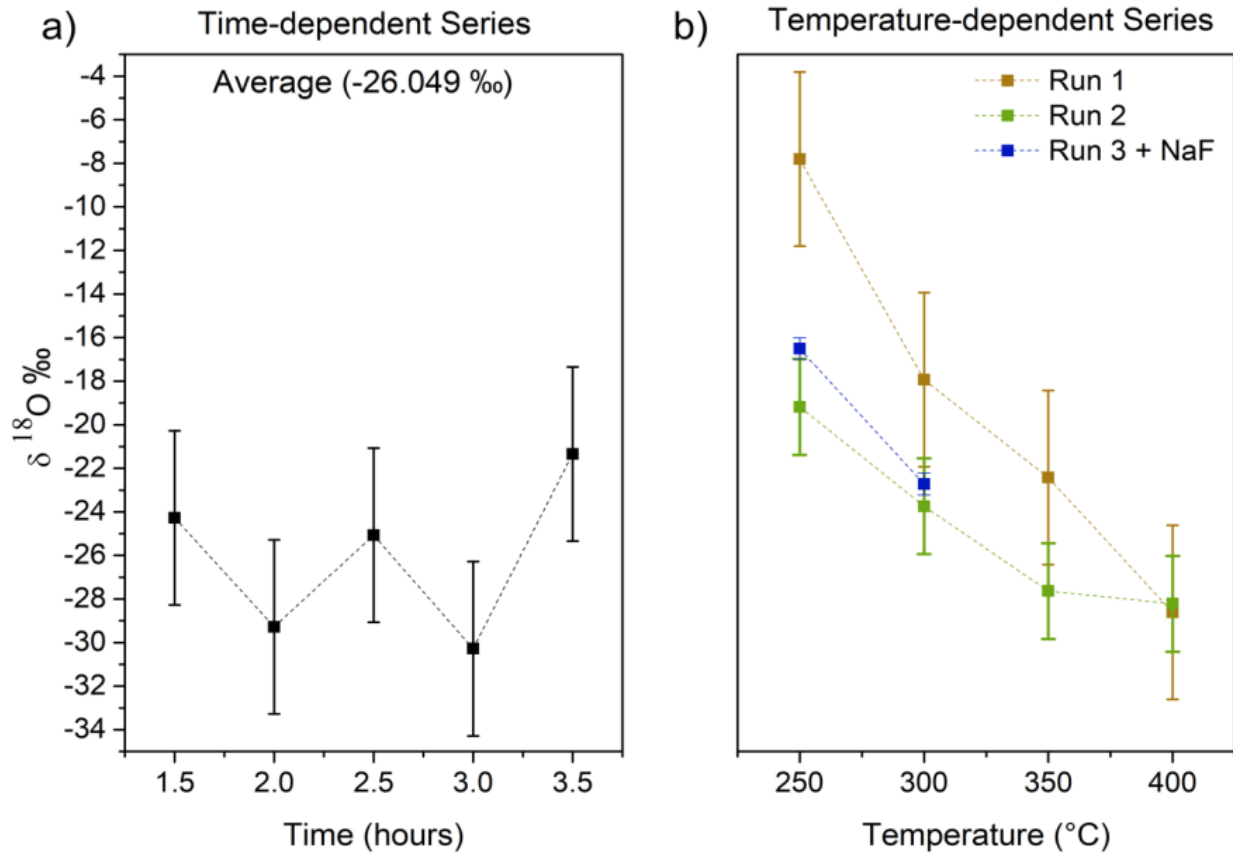 a) Time-dependent Series
Average (-26.049 ‰)
δ ¹⁸O ‰
-4
-6
-8
-10
-12
-14
-16
-18
-20
-22
-24
-26
-28
-30
-32
-34
1.5 2.0 2.5 3.0 3.5
Time (hours)
b) Temperature-dependent Series
Run 1
Run 2
Run 3 + NaF
250 300 350 400
Temperature (°C)